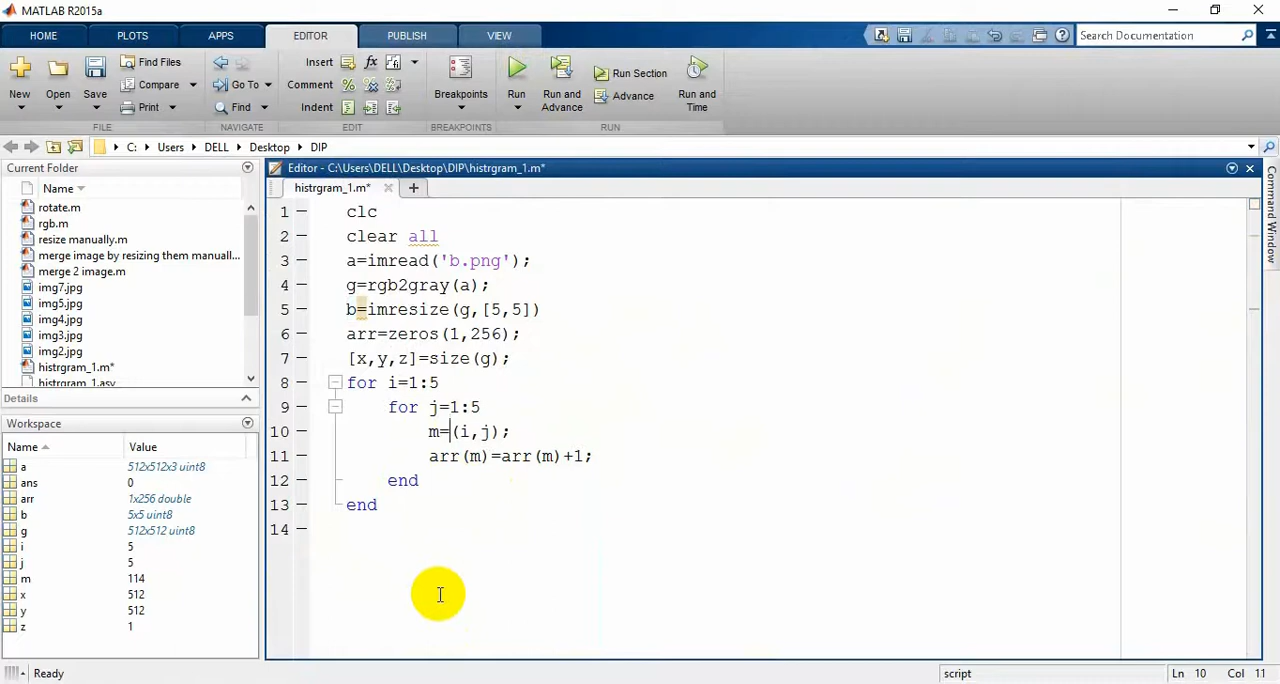 MATLAB R2015a
HOME PLOTS APPS EDITOR PUBLISH VIEW Search Documentation
New Open Save Find Files Compare Print Go To Find Insert Comment Indent Breakpoints Run Run and Advance Run Section Advance Run and Time
FILE NAVIGATE EDIT BREAKPOINTS RUN
C: Users DELL Desktop DIP
Current Folder
Name
rotate.m
rgb.m
resize manually.m
merge image by resizing them manuall...
merge 2 image.m
img7.jpg
img5.jpg
img4.jpg
img3.jpg
img2.jpg
histrgram_1.m*
histrgram_1.asv
Details
Workspace
Name Value
a 512x512x3 uint8
ans 0
arr 1x256 double
b 5x5 uint8
g 512x512 uint8
i 5
j 5
m 114
x 512
y 512
z 1
Editor - C:\Users\DELL\Desktop\DIP\histrgram_1.m*
histrgram_1.m*
1 clc
2 clear all
3 a=imread('b.png');
4 g=rgb2gray(a);
5 b=imresize(g,[5,5])
6 arr=zeros(1,256);
7 [x,y,z]=size(g);
8 for i=1:5
9 for j=1:5
10 m=(i,j);
11 arr(m)=arr(m)+1;
12 end
13 end
14
Command Window
Ready script Ln 10 Col 11